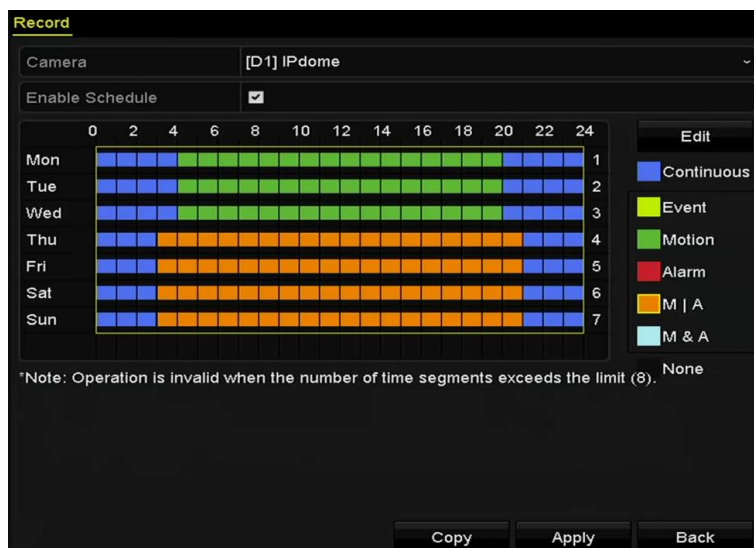 Record
Camera [D1] IPdome
Enable Schedule
0 2 4 6 8 10 12 14 16 18 20 22 24
Edit
Mon 1
Continuous
Tue 2
Wed 3
Event
Thu 4
Motion
Fri 5
Alarm
Sat 6
M | A
Sun 7
M & A
None
*Note: Operation is invalid when the number of time segments exceeds the limit (8).
Copy Apply Back